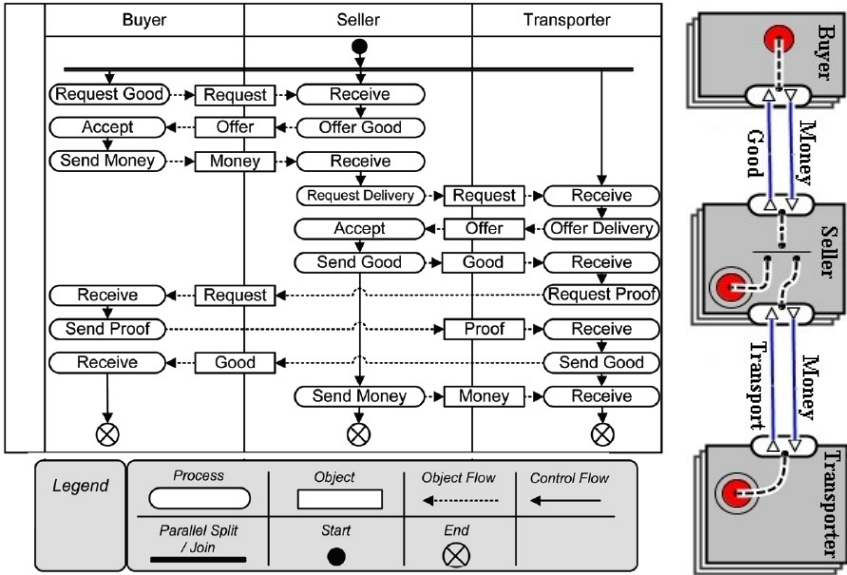 Buyer Seller Transporter
Request Good Request Receive
Accept Offer Offer Good
Send Money Money Receive
Request Delivery Request Receive
Accept Offer Offer Delivery
Send Good Good Receive
Receive Request Request Proof
Send Proof Proof Receive
Receive Good Send Good
Send Money Money Receive
Legend
Process Object Object Flow Control Flow
Parallel Split Start End
/ Join
Buyer
Good Money
Seller
Transport Money
Transporter